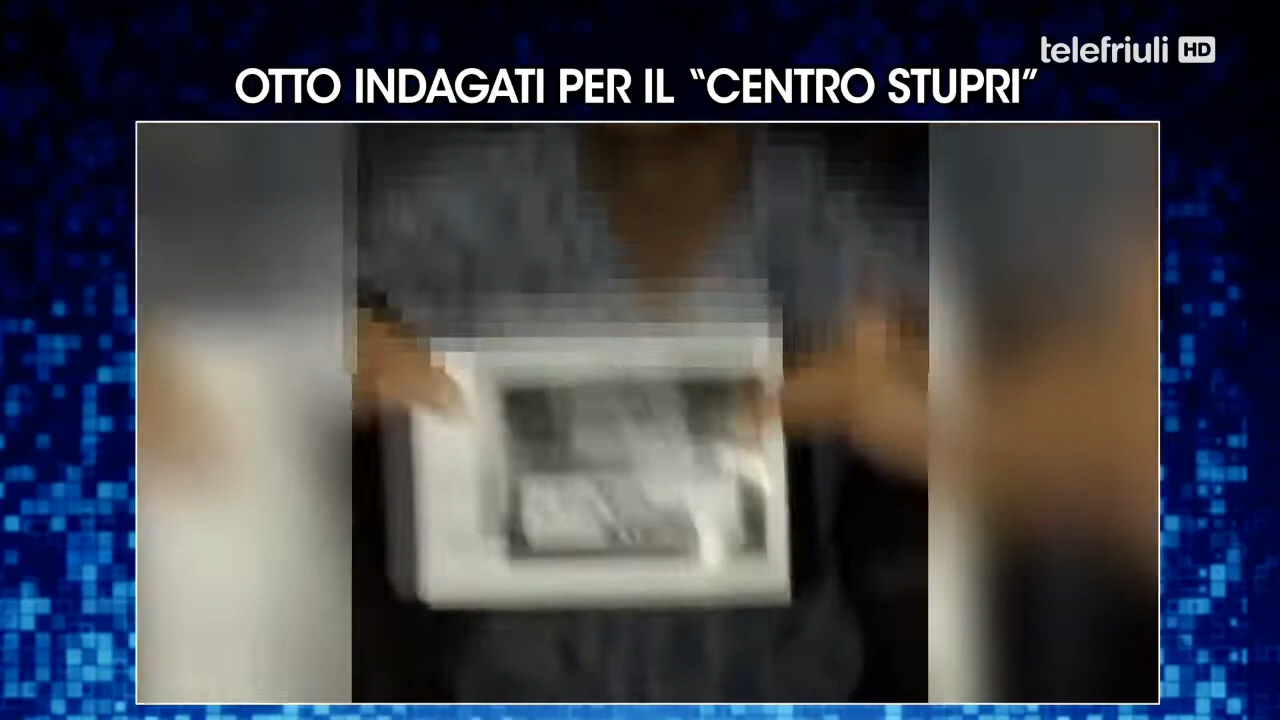 telefriuli HD
OTTO INDAGATI PER IL “CENTRO STUPRI”